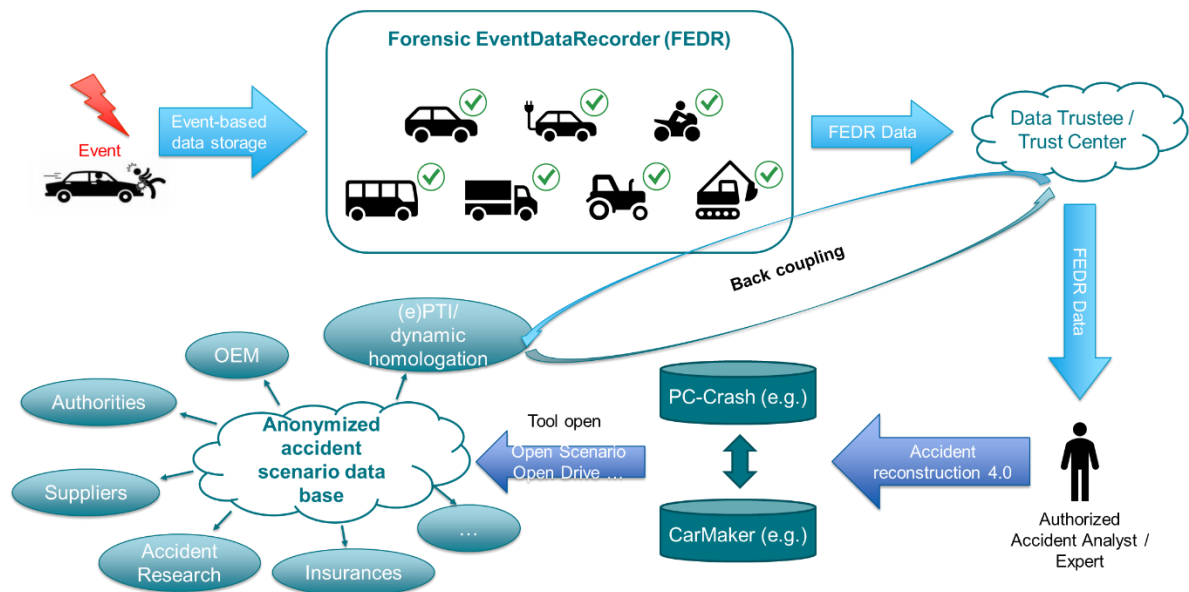 Forensic EventDataRecorder (FEDR)
Event
Event-based
data storage
FEDR Data
Data Trustee /
Trust Center
Back coupling
FEDR Data
(e)PTI/
dynamic
homologation
OEM
Authorities
Suppliers
Accident
Research
Insurances
…
Anonymized
accident
scenario data
base
Tool open
Open Scenario
Open Drive …
PC-Crash (e.g.)
CarMaker (e.g.)
Accident
reconstruction 4.0
Authorized
Accident Analyst /
Expert